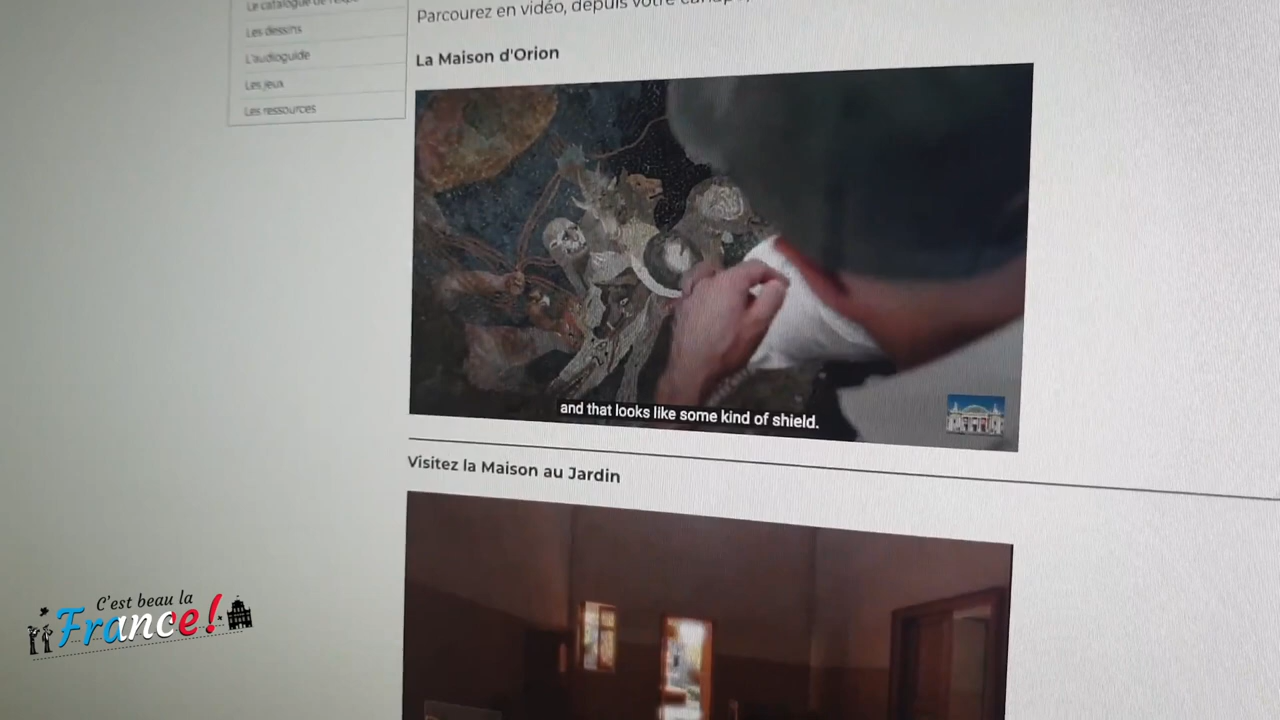 Le catalogue de l'expo
Les dessins
L'audioguide
Les jeux
Les ressources
Parcourez en vidéo, depuis votre canapé,
La Maison d'Orion
and that looks like some kind of shield.
Visitez la Maison au Jardin
C'est beau la
France !